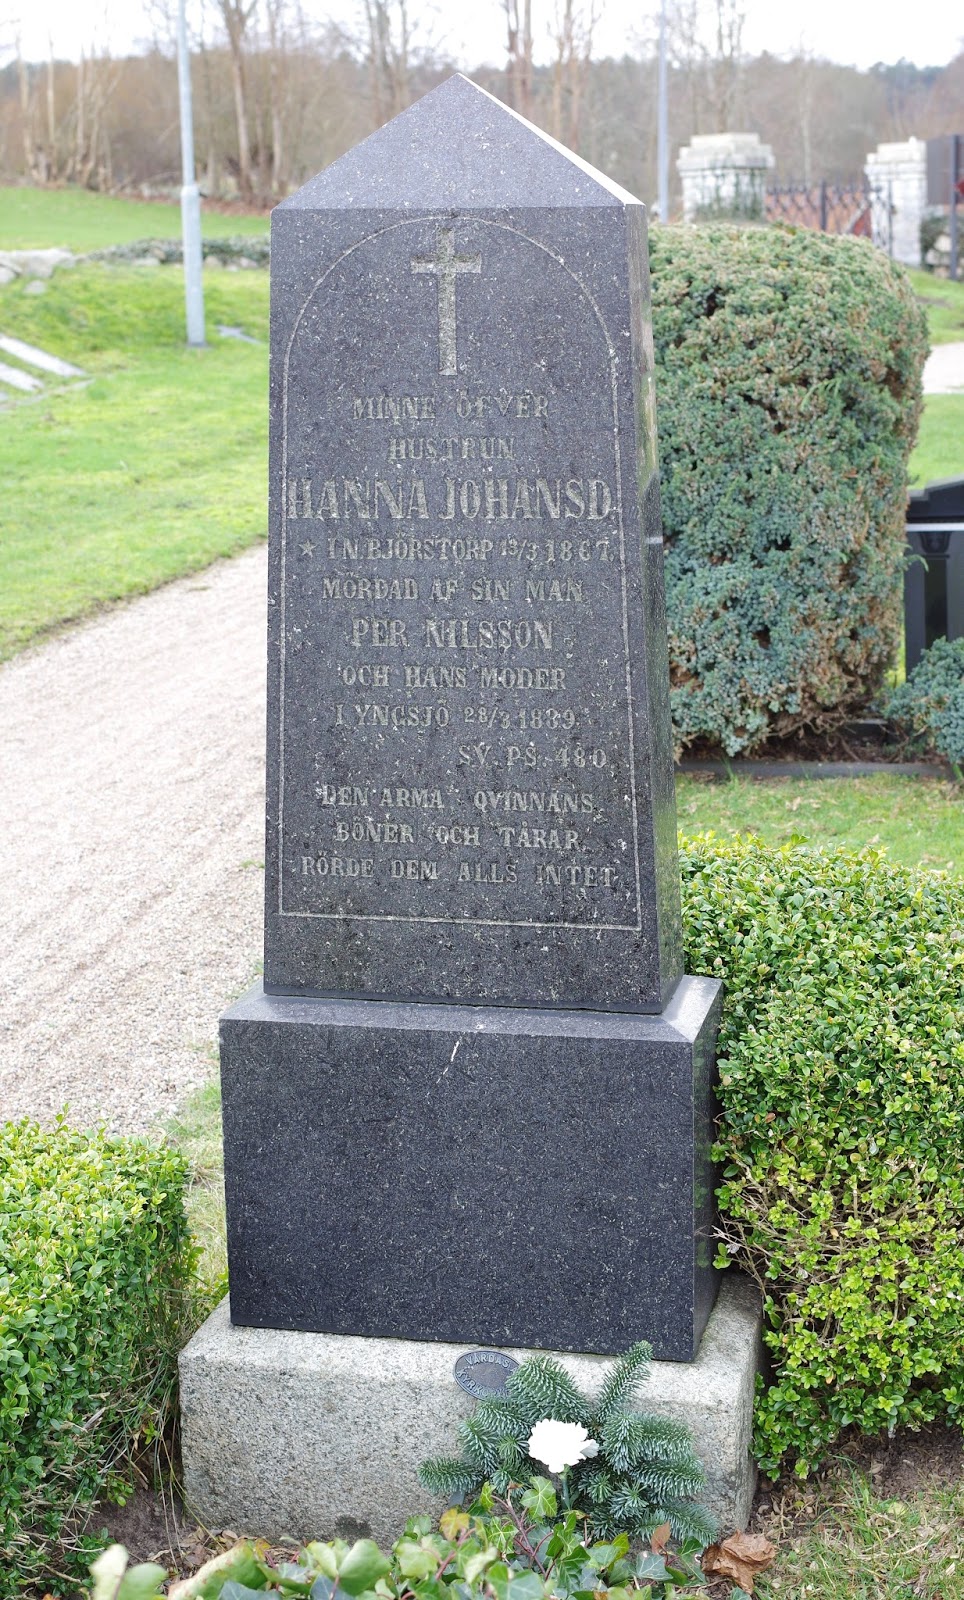 MINNE ÖFVER
HUSTRUN
HANNA JOHANSD.
* I N. BJÖRSTORP 13/3 1867.
MÖRDAD AF SIN MAN
PER NILSSON
OCH HANS MODER
I YNGSJÖ 28/3 1889.
SV. PS. 480
DEN ARMA QVINNANS
BÖNER OCH TÅRAR
RÖRDE DEM ALLS INTET
VÅRDAS